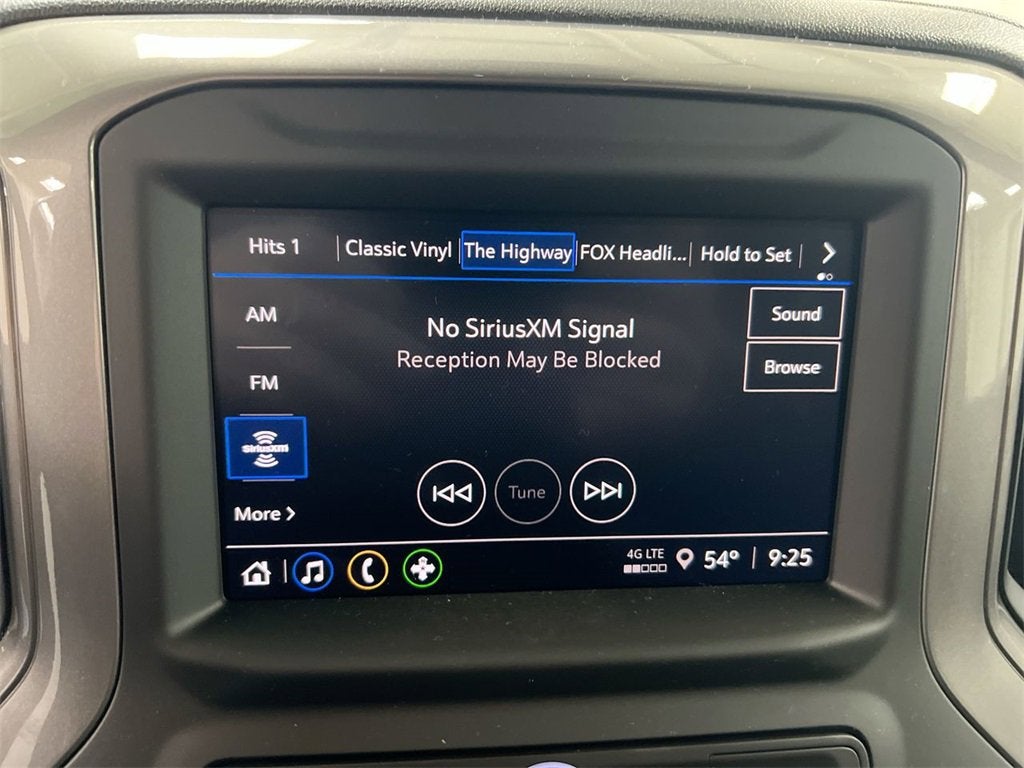 Hits 1 Classic Vinyl The Highway FOX Headli... Hold to Set
AM
No SiriusXM Signal
Reception May Be Blocked
Sound
Browse
FM
SiriusXM
Tune
More
4G LTE
54° 9:25